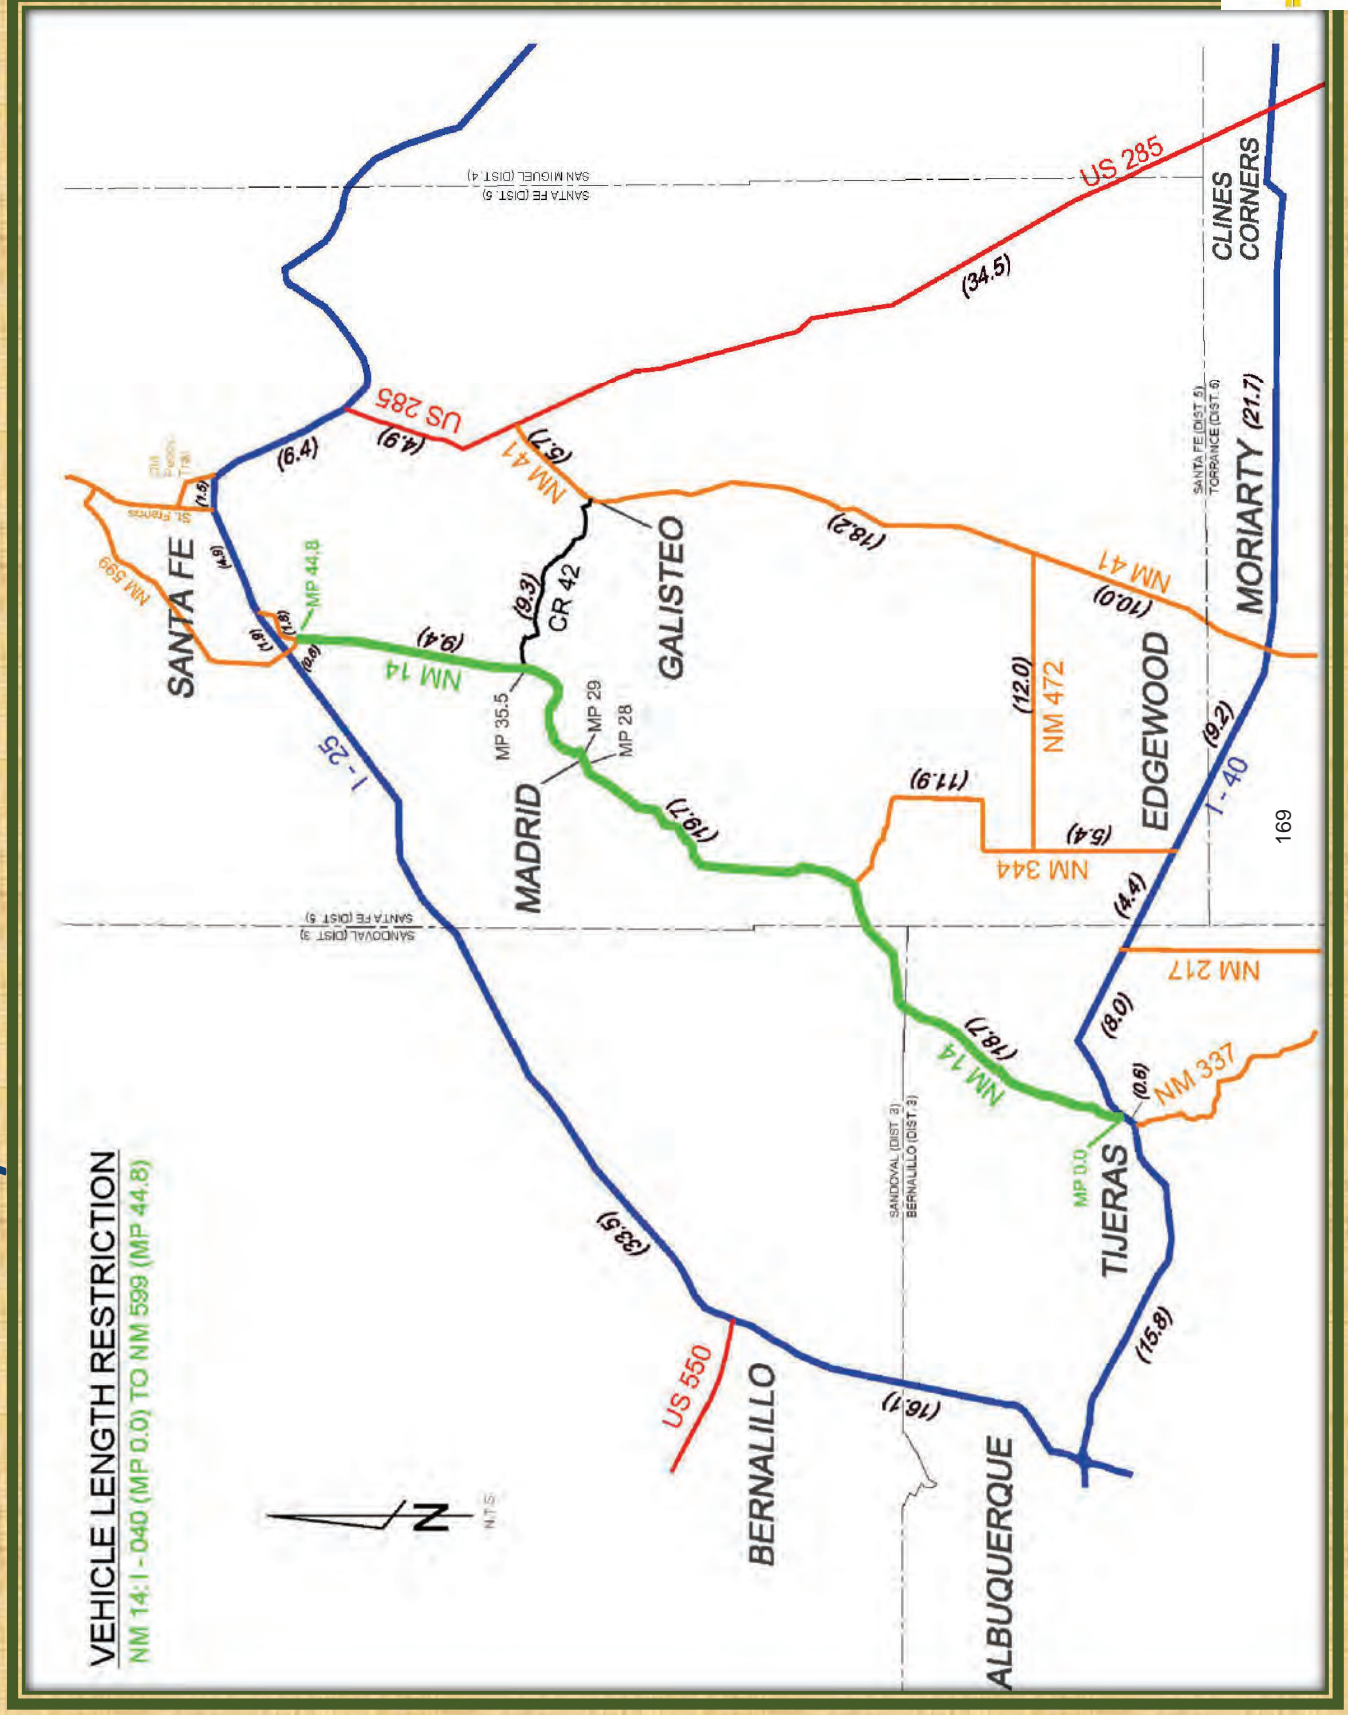 VEHICLE LENGTH RESTRICTION
NM 14: I - 040 (MP 0.0) TO NM 599 (MP 44.8)
N
N.T.S.
SANTA FE
NM 599
St. Francis
Old
Pecos
Trail
(1.5)
(4.9)
(1.9)
(1.8)
(0.6)
MP 44.8
(6.4)
US 285
(4.9)
NM 41
(5.7)
SAN MIGUEL (DIST. 4)
SANTA FE (DIST. 5)
US 285
(34.5)
CLINES
CORNERS
I - 25
NM 14
(9.4)
(9.3)
CR 42
GALISTEO
MP 35.5
MP 29
MP 28
MADRID
(19.7)
(18.2)
NM 41
(10.0)
SANTA FE (DIST 5)
TORRANCE (DIST. 5)
MORIARTY (21.7)
(12.0)
NM 472
EDGEWOOD
(9.2)
I - 40
(11.9)
(5.4)
NM 344
(4.4)
SANTA FE (DIST 5)
SANDOVAL (DIST 3)
NM 217
(8.0)
NM 337
(0.6)
NM 14
(18.7)
SANDOVAL (DIST 3)
BERNALILLO (DIST. 3)
MP 0.0
TIJERAS
(15.8)
(33.5)
US 550
BERNALILLO
(16.1)
ALBUQUERQUE
169